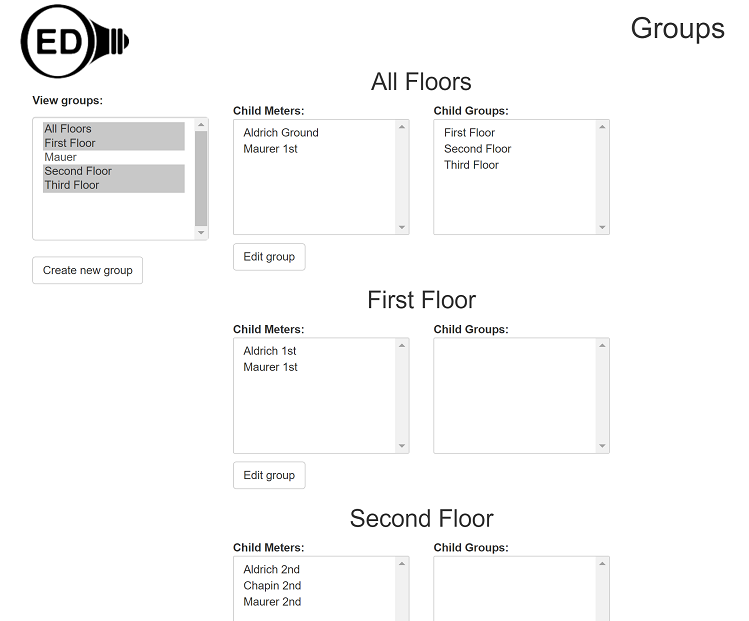 ED
Groups
View groups:
All Floors
First Floor
Mauer
Second Floor
Third Floor
Create new group
All Floors
Child Meters:
Aldrich Ground
Maurer 1st
Child Groups:
First Floor
Second Floor
Third Floor
Edit group
First Floor
Child Meters:
Aldrich 1st
Maurer 1st
Child Groups:
Edit group
Second Floor
Child Meters:
Aldrich 2nd
Chapin 2nd
Maurer 2nd
Child Groups: